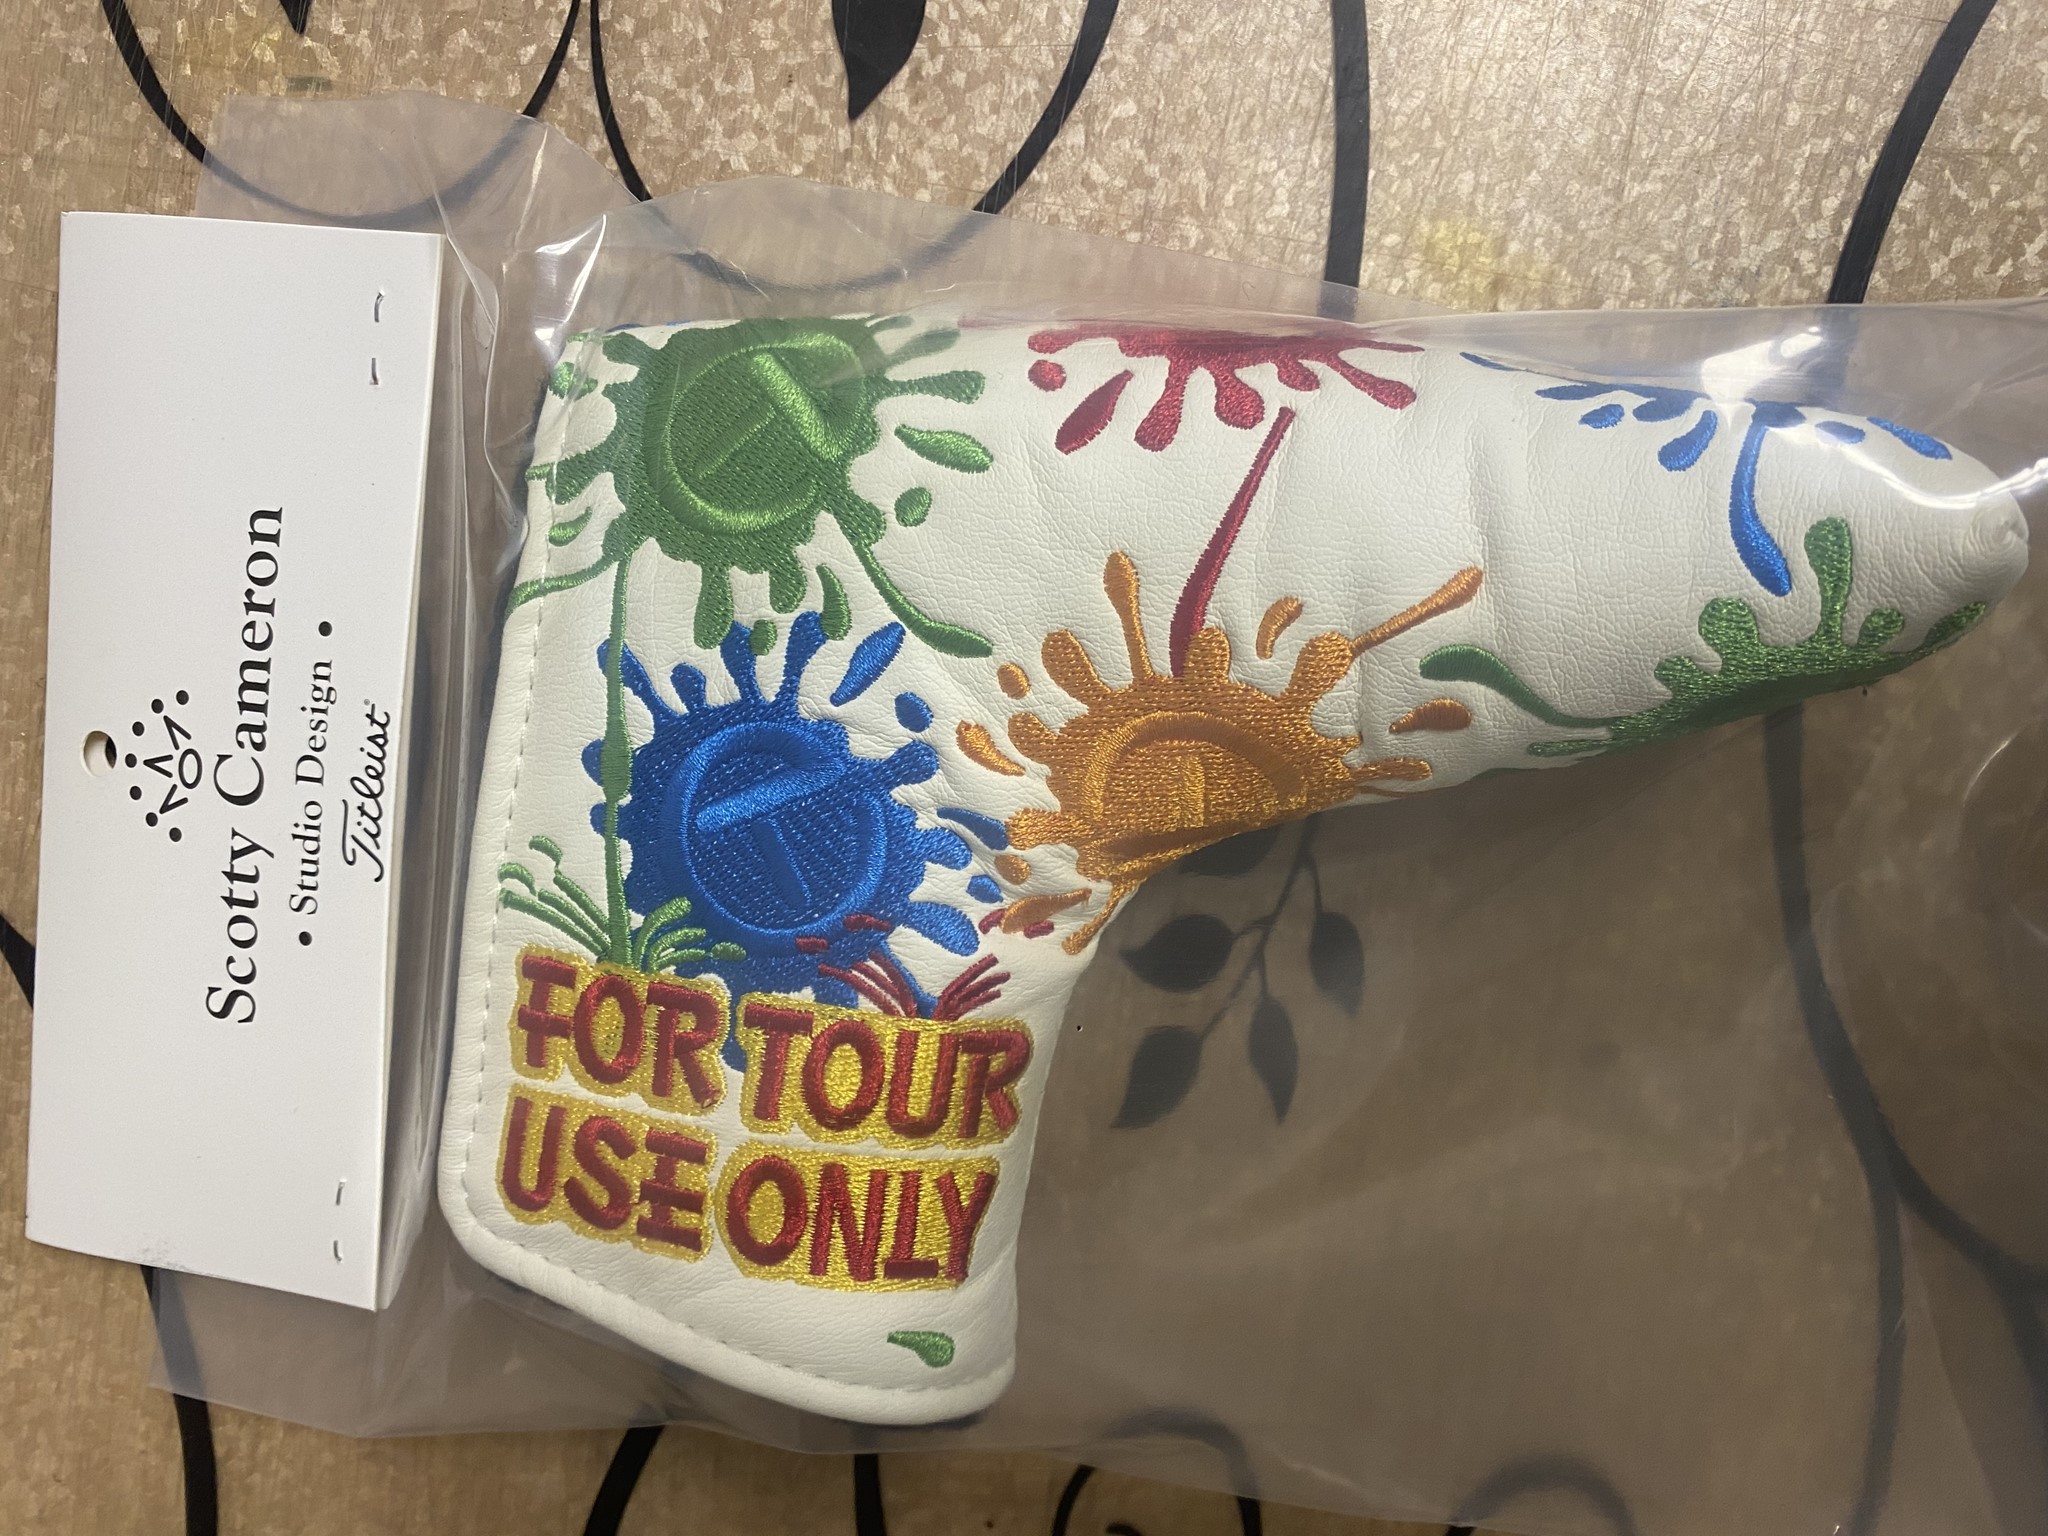 Scotty Cameron
• Studio Design •
Titleist
FOR TOUR
USE ONLY